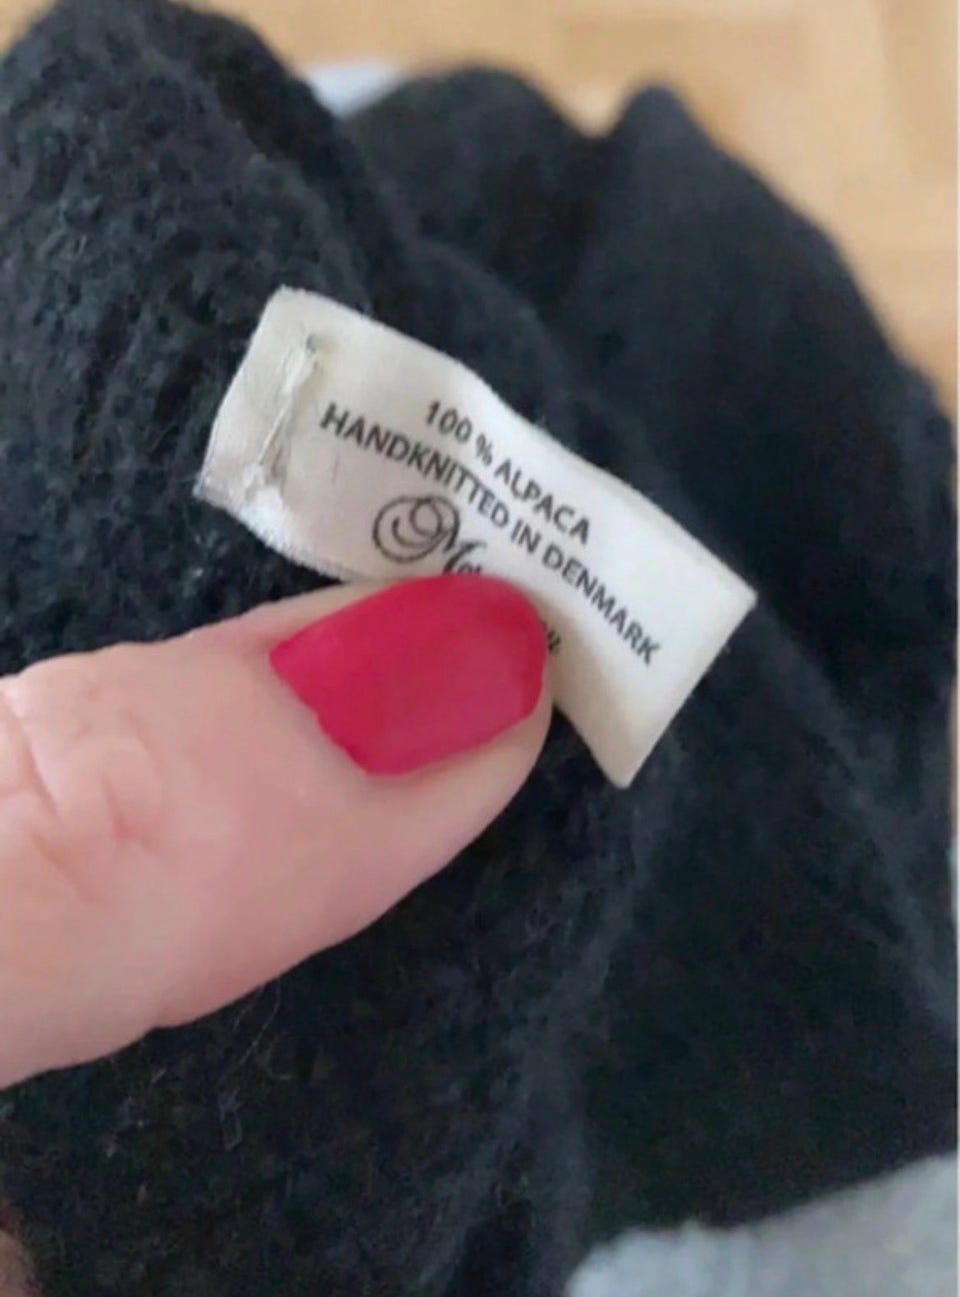 100 % ALPACA
HANDKNITTED IN DENMARK